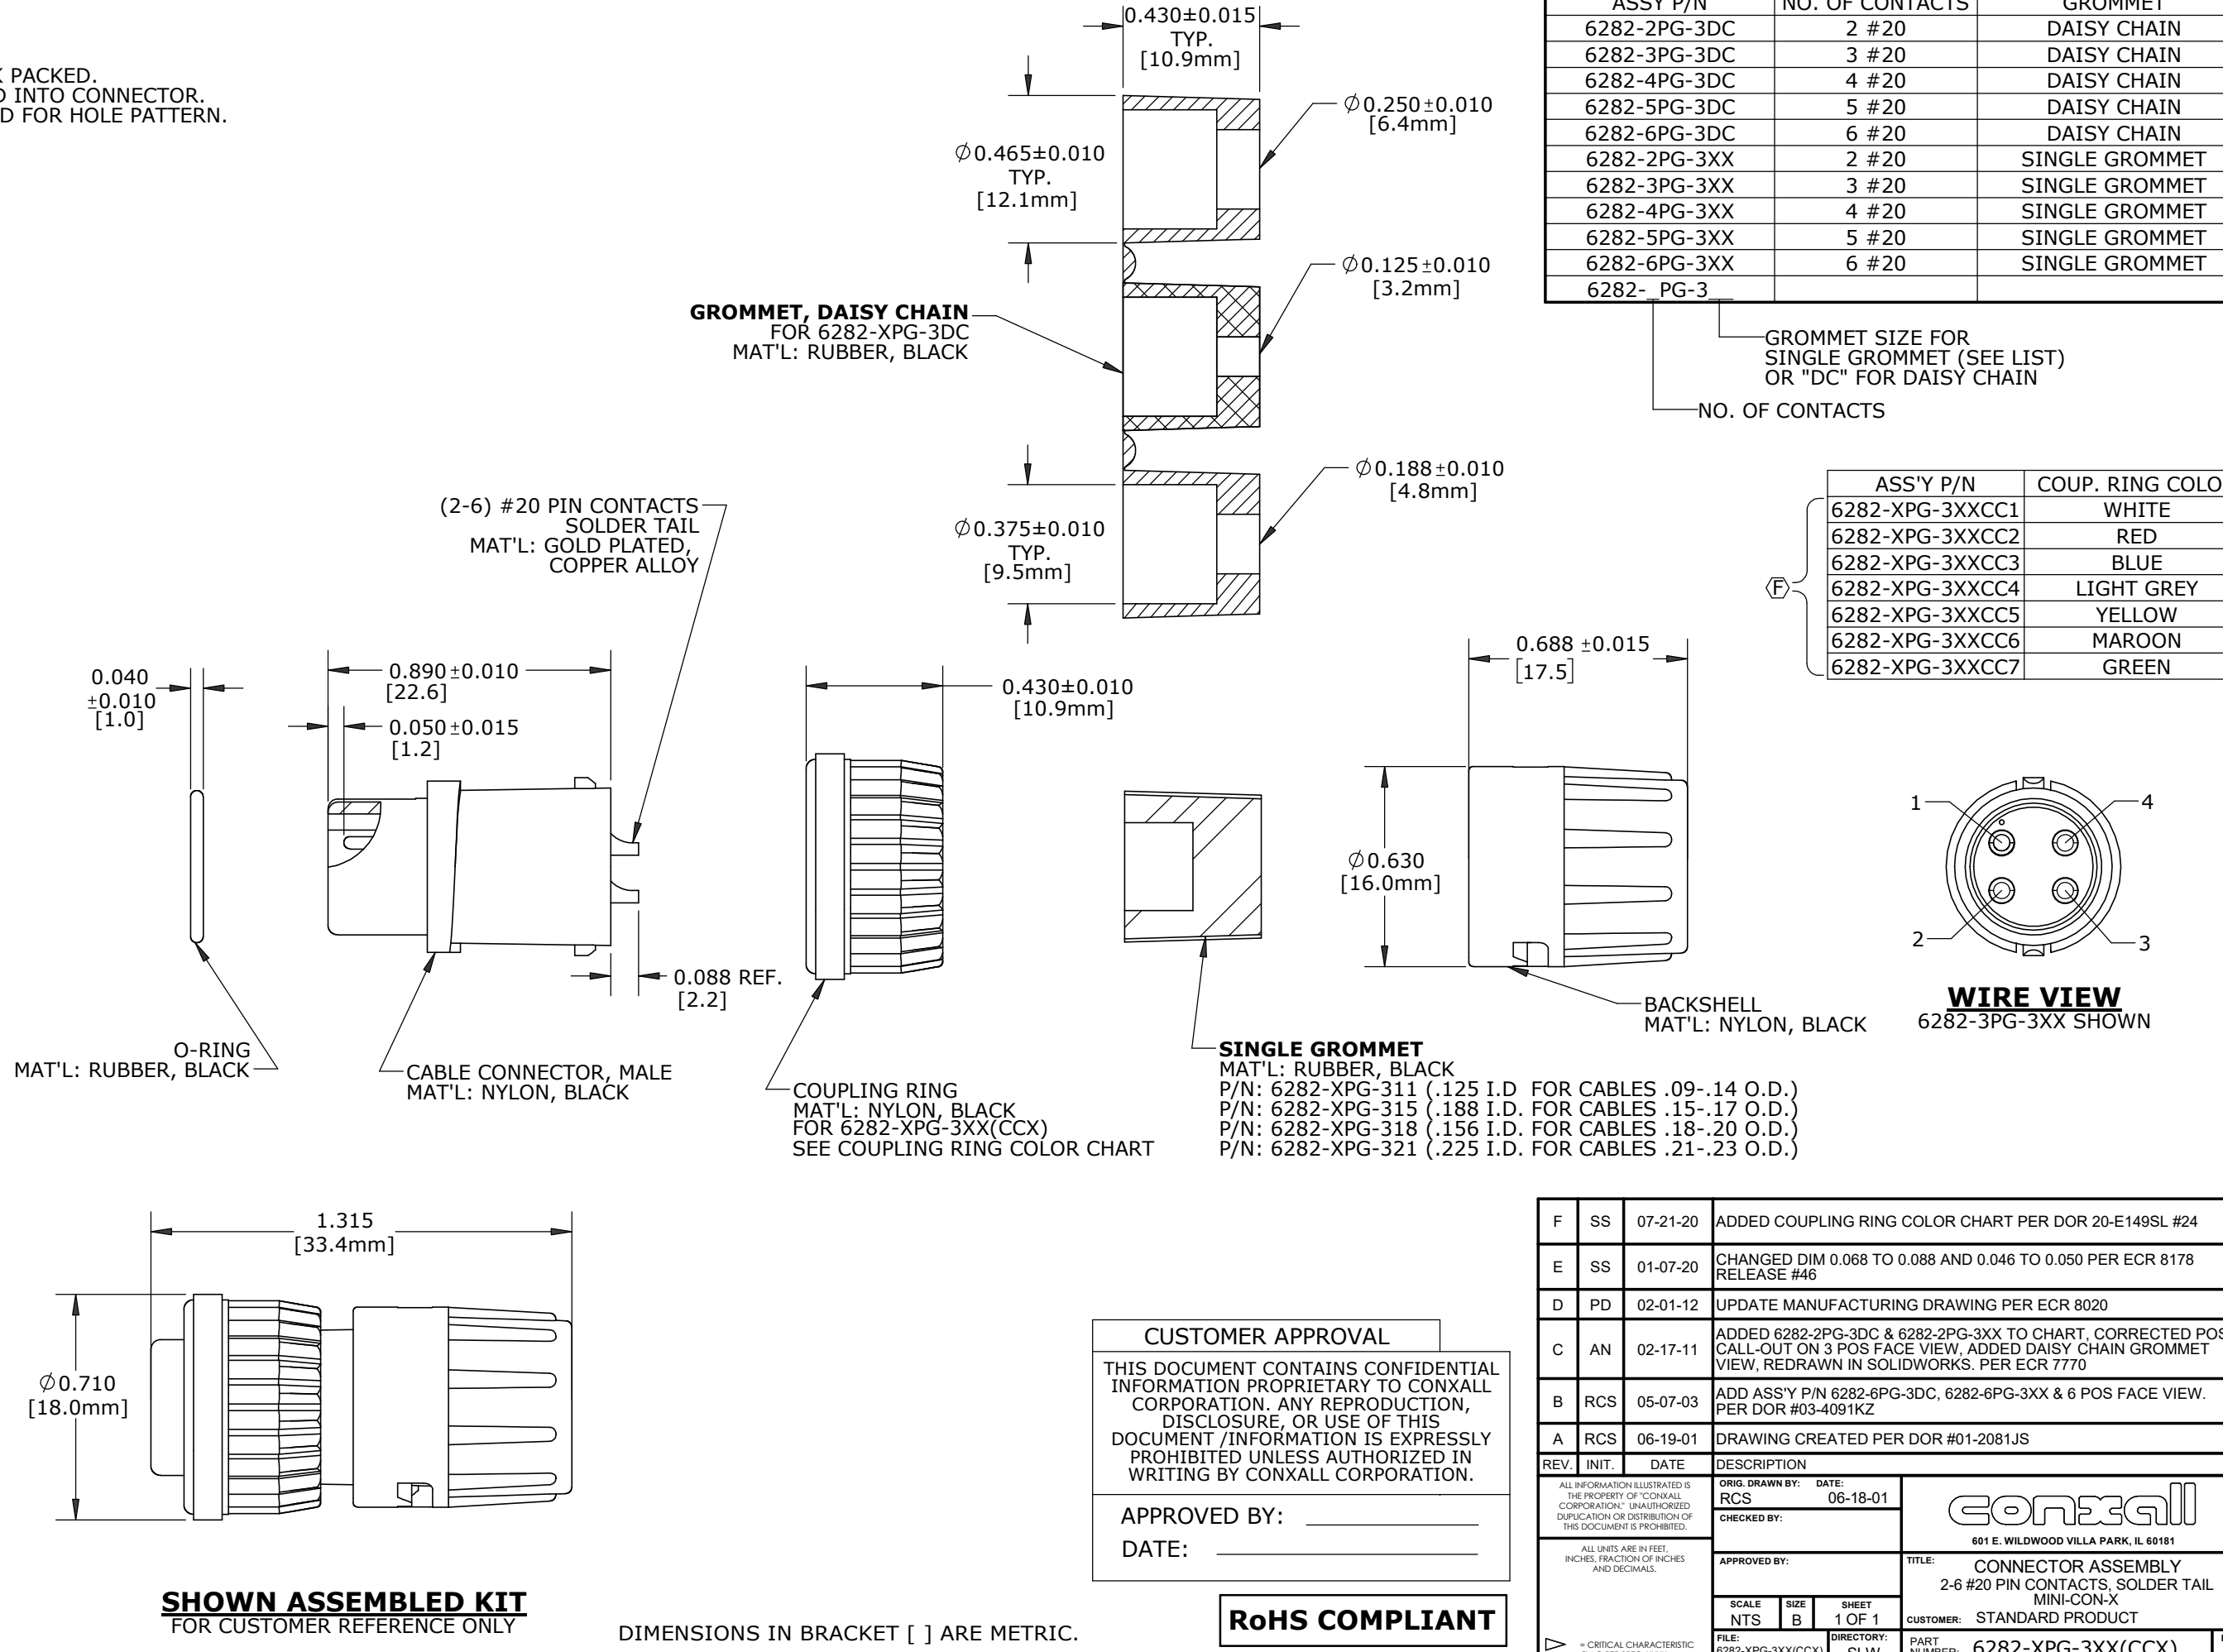 K PACKED.
D INTO CONNECTOR.
D FOR HOLE PATTERN.
0.430±0.015
TYP.
[10.9mm]
Ø0.465±0.010
TYP.
[12.1mm]
Ø0.250±0.010
[6.4mm]
Ø0.125±0.010
[3.2mm]
GROMMET, DAISY CHAIN
FOR 6282-XPG-3DC
MAT'L: RUBBER, BLACK
Ø0.188±0.010
[4.8mm]
Ø0.375±0.010
TYP.
[9.5mm]
ASSY P/N NO. OF CONTACTS GROMMET
6282-2PG-3DC 2 #20 DAISY CHAIN
6282-3PG-3DC 3 #20 DAISY CHAIN
6282-4PG-3DC 4 #20 DAISY CHAIN
6282-5PG-3DC 5 #20 DAISY CHAIN
6282-6PG-3DC 6 #20 DAISY CHAIN
6282-2PG-3XX 2 #20 SINGLE GROMMET
6282-3PG-3XX 3 #20 SINGLE GROMMET
6282-4PG-3XX 4 #20 SINGLE GROMMET
6282-5PG-3XX 5 #20 SINGLE GROMMET
6282-6PG-3XX 6 #20 SINGLE GROMMET
6282-_PG-3__
GROMMET SIZE FOR
SINGLE GROMMET (SEE LIST)
OR "DC" FOR DAISY CHAIN
NO. OF CONTACTS
ASS'Y P/N COUP. RING COLO
6282-XPG-3XXCC1 WHITE
6282-XPG-3XXCC2 RED
6282-XPG-3XXCC3 BLUE
F 6282-XPG-3XXCC4 LIGHT GREY
6282-XPG-3XXCC5 YELLOW
6282-XPG-3XXCC6 MAROON
6282-XPG-3XXCC7 GREEN
(2-6) #20 PIN CONTACTS
SOLDER TAIL
MAT'L: GOLD PLATED,
COPPER ALLOY
0.040
±0.010
[1.0]
0.890±0.010
[22.6]
0.050±0.015
[1.2]
0.430±0.010
[10.9mm]
0.688 ±0.015
[17.5]
Ø0.630
[16.0mm]
0.088 REF.
[2.2]
O-RING
MAT'L: RUBBER, BLACK
CABLE CONNECTOR, MALE
MAT'L: NYLON, BLACK
COUPLING RING
MAT'L: NYLON, BLACK
FOR 6282-XPG-3XX(CCX)
SEE COUPLING RING COLOR CHART
SINGLE GROMMET
MAT'L: RUBBER, BLACK
P/N: 6282-XPG-311 (.125 I.D FOR CABLES .09-.14 O.D.)
P/N: 6282-XPG-315 (.188 I.D. FOR CABLES .15-.17 O.D.)
P/N: 6282-XPG-318 (.156 I.D. FOR CABLES .18-.20 O.D.)
P/N: 6282-XPG-321 (.225 I.D. FOR CABLES .21-.23 O.D.)
BACKSHELL
MAT'L: NYLON, BLACK
1 4
2 3
WIRE VIEW
6282-3PG-3XX SHOWN
1.315
[33.4mm]
Ø0.710
[18.0mm]
SHOWN ASSEMBLED KIT
FOR CUSTOMER REFERENCE ONLY
DIMENSIONS IN BRACKET [ ] ARE METRIC.
CUSTOMER APPROVAL
THIS DOCUMENT CONTAINS CONFIDENTIAL
INFORMATION PROPRIETARY TO CONXALL
CORPORATION. ANY REPRODUCTION,
DISCLOSURE, OR USE OF THIS
DOCUMENT /INFORMATION IS EXPRESSLY
PROHIBITED UNLESS AUTHORIZED IN
WRITING BY CONXALL CORPORATION.
APPROVED BY:
DATE:
RoHS COMPLIANT
F SS 07-21-20 ADDED COUPLING RING COLOR CHART PER DOR 20-E149SL #24
E SS 01-07-20 CHANGED DIM 0.068 TO 0.088 AND 0.046 TO 0.050 PER ECR 8178
RELEASE #46
D PD 02-01-12 UPDATE MANUFACTURING DRAWING PER ECR 8020
C AN 02-17-11 ADDED 6282-2PG-3DC & 6282-2PG-3XX TO CHART, CORRECTED POS
CALL-OUT ON 3 POS FACE VIEW, ADDED DAISY CHAIN GROMMET
VIEW, REDRAWN IN SOLIDWORKS. PER ECR 7770
B RCS 05-07-03 ADD ASS'Y P/N 6282-6PG-3DC, 6282-6PG-3XX & 6 POS FACE VIEW.
PER DOR #03-4091KZ
A RCS 06-19-01 DRAWING CREATED PER DOR #01-2081JS
REV. INIT. DATE DESCRIPTION
ALL INFORMATION ILLUSTRATED IS
THE PROPERTY OF "CONXALL
CORPORATION." UNAUTHORIZED
DUPLICATION OR DISTRIBUTION OF
THIS DOCUMENT IS PROHIBITED.
ALL UNITS ARE IN FEET,
INCHES, FRACTION OF INCHES
AND DECIMALS.
= CRITICAL CHARACTERISTIC
ORIG. DRAWN BY: DATE:
RCS 06-18-01
CHECKED BY:
APPROVED BY:
conxall
601 E. WILDWOOD VILLA PARK, IL 60181
TITLE: CONNECTOR ASSEMBLY
2-6 #20 PIN CONTACTS, SOLDER TAIL
MINI-CON-X
SCALE SIZE SHEET
NTS B 1 OF 1
CUSTOMER: STANDARD PRODUCT
FILE: DIRECTORY:
6282-XPG-3XX(CCX) SLW
PART
NUMBER: 6282-XPG-3XX(CCX)